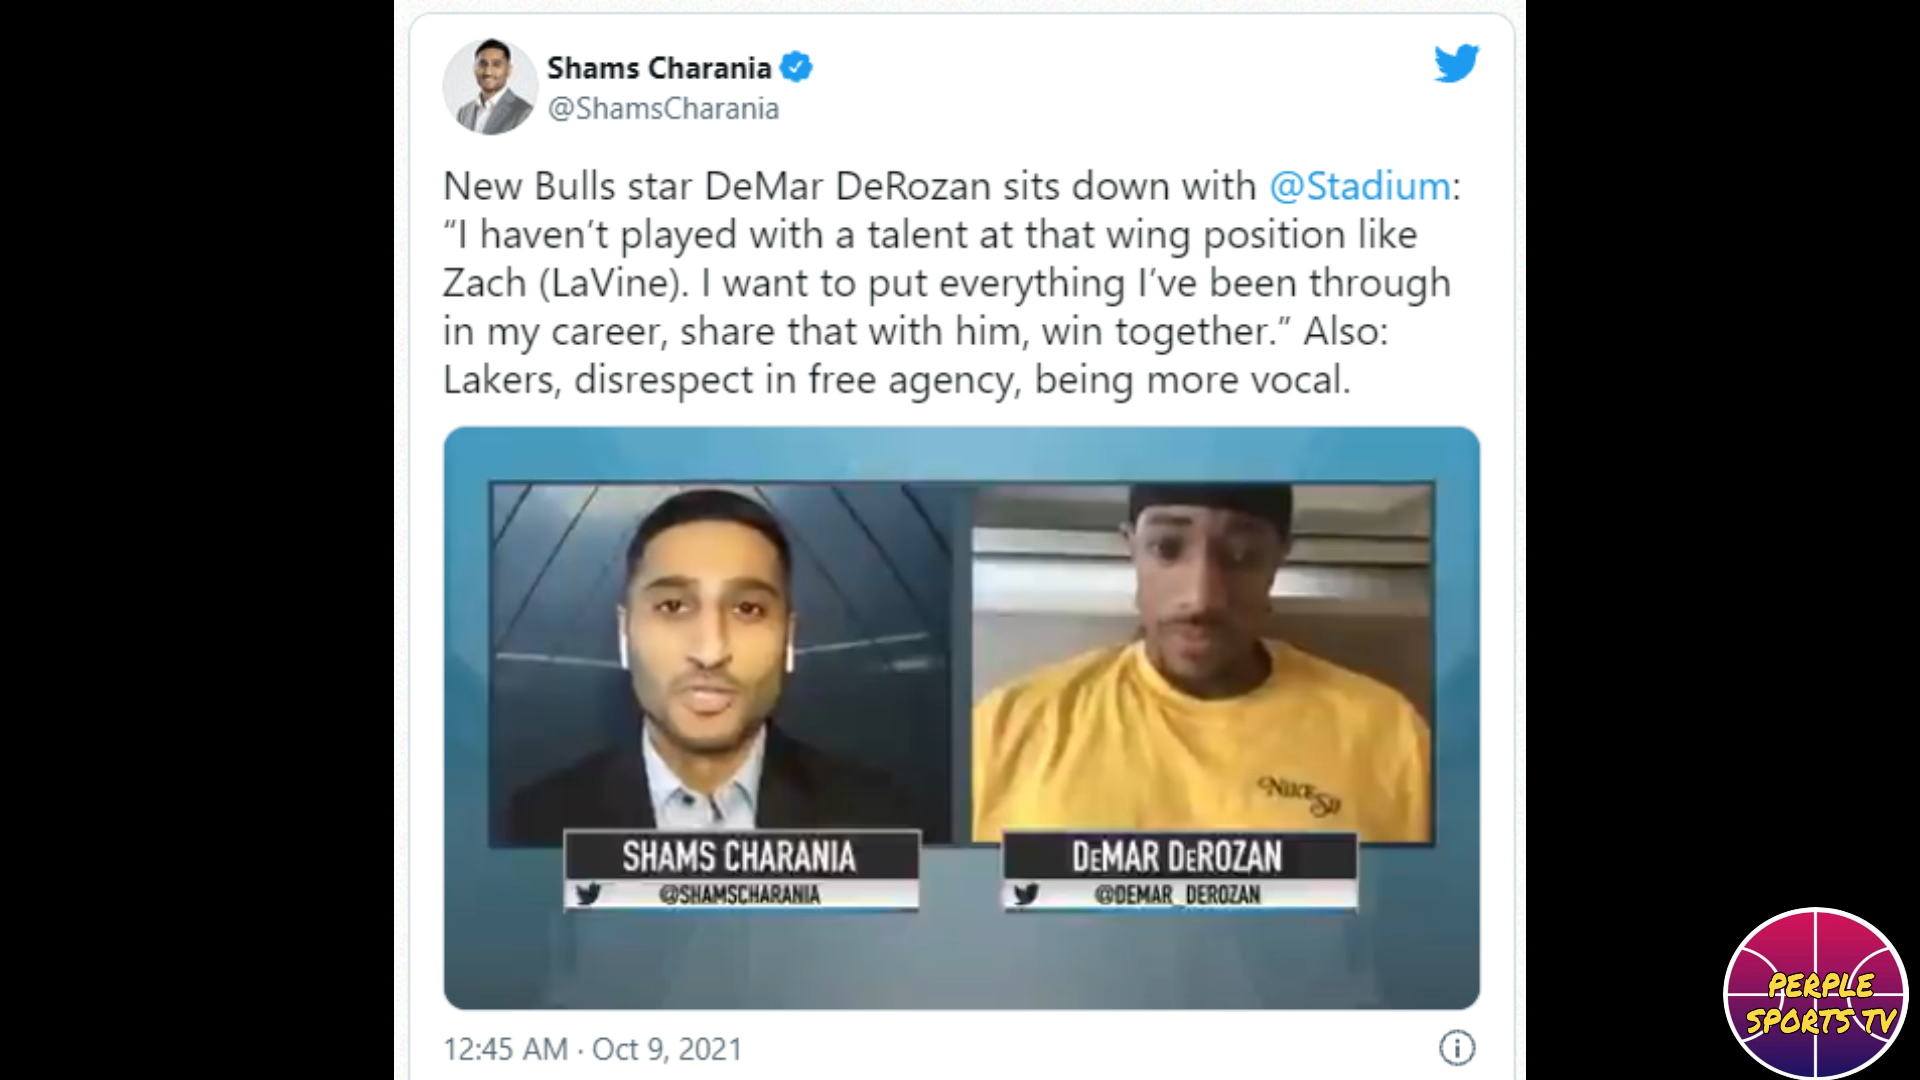 Shams Charania
@ShamsCharania
New Bulls star DeMar DeRozan sits down with @Stadium:
“I haven’t played with a talent at that wing position like
Zach (LaVine). I want to put everything I’ve been through
in my career, share that with him, win together.” Also:
Lakers, disrespect in free agency, being more vocal.
NIKE SB
SHAMS CHARANIA
@SHAMSCHARANIA
DEMAR DEROZAN
@DEMAR_DEROZAN
12:45 AM · Oct 9, 2021
PERPLE
SPORTS TV